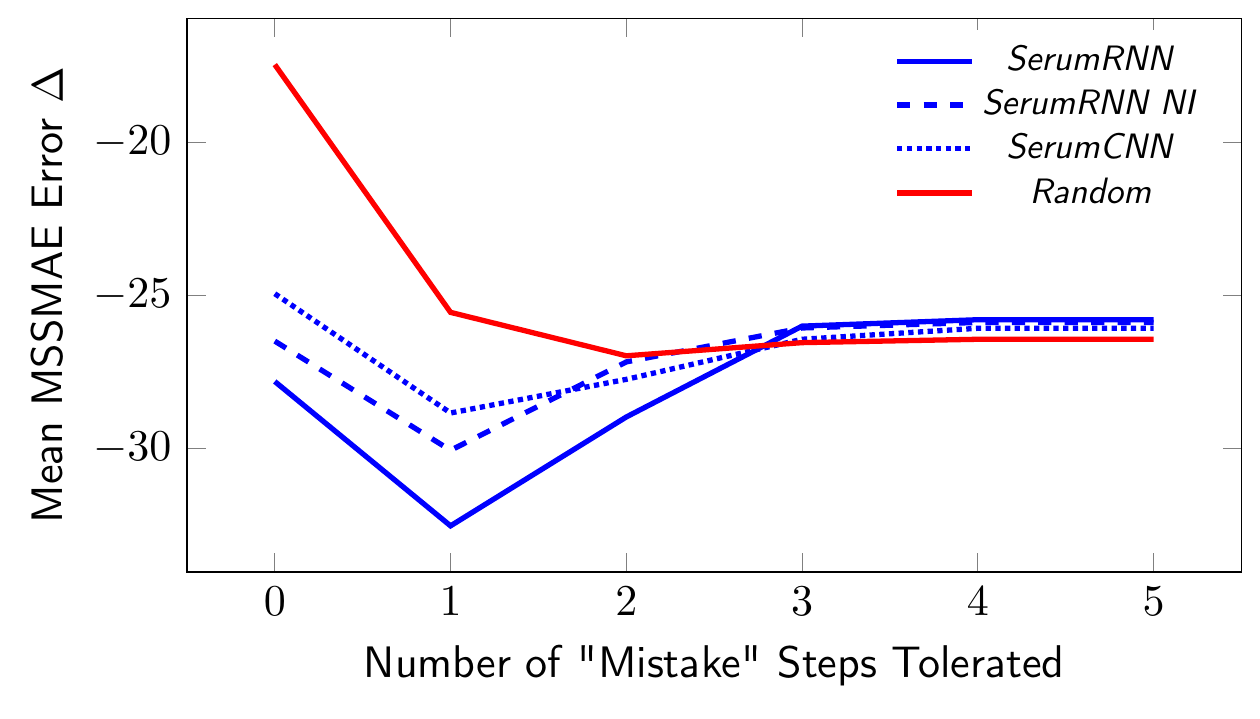 Mean MSSMAE Error Δ
−20
−25
−30
SerumRNN
SerumRNN NI
SerumCNN
Random
0 1 2 3 4 5
Number of "Mistake" Steps Tolerated